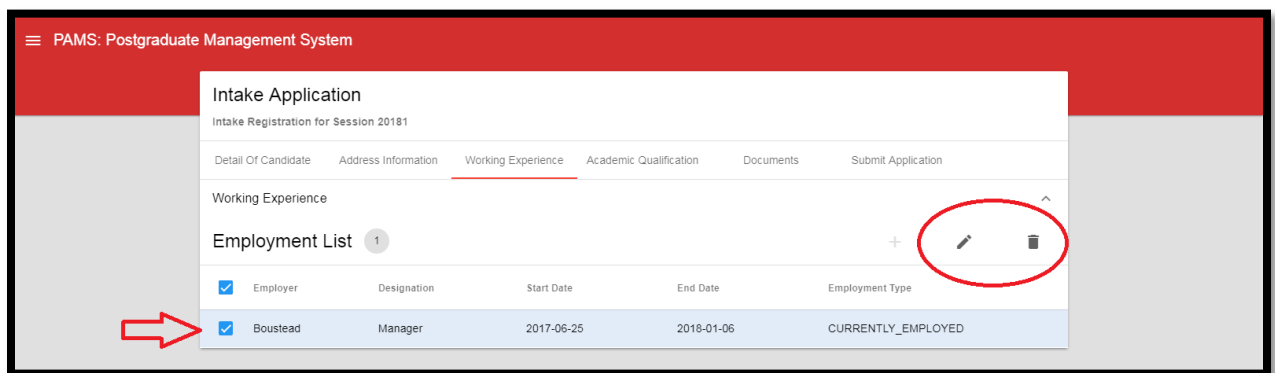 PAMS: Postgraduate Management System
Intake Application
Intake Registration for Session 20181
Detail Of Candidate Address Information Working Experience Academic Qualification Documents Submit Application
Working Experience
Employment List 1
Employer Designation Start Date End Date Employment Type
Boustead Manager 2017-06-25 2018-01-06 CURRENTLY_EMPLOYED